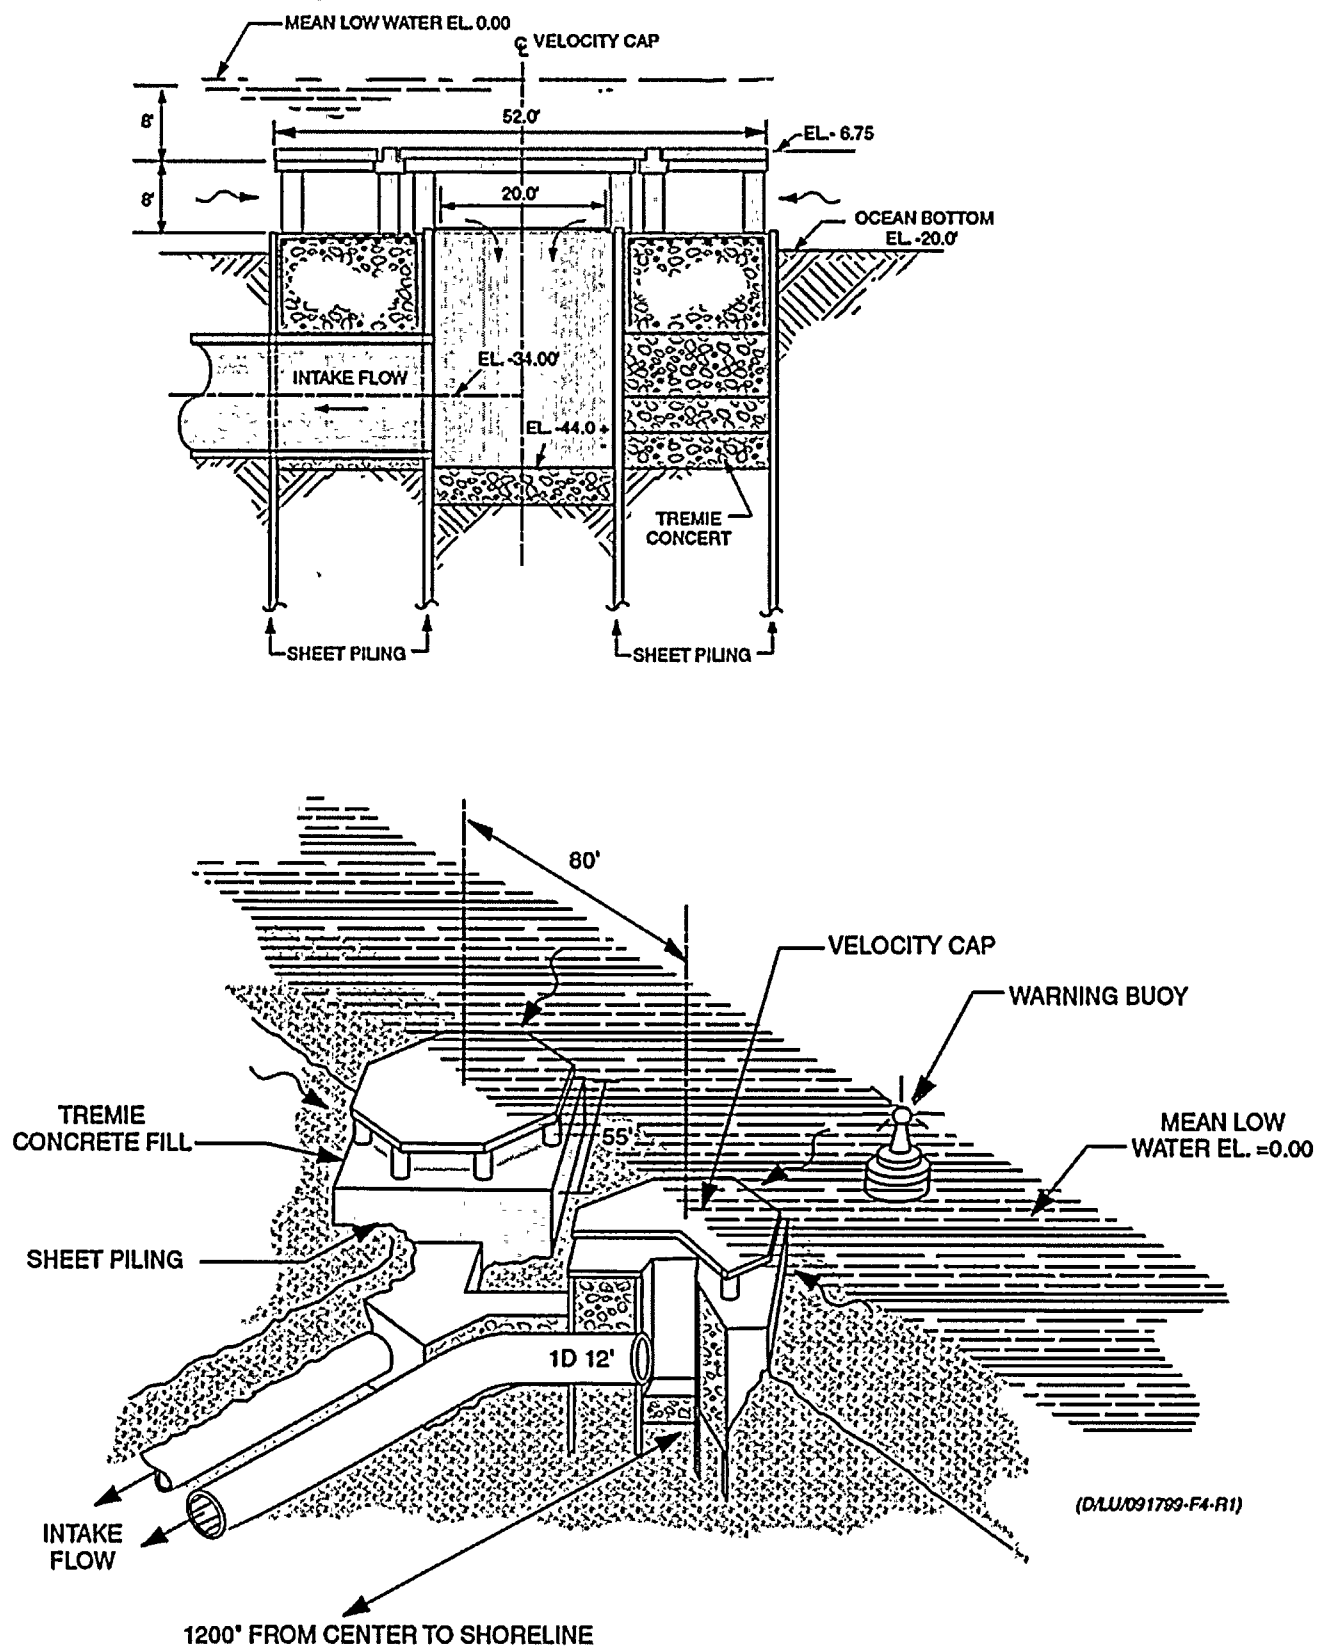 MEAN LOW WATER EL. 0.00
℄ VELOCITY CAP
8'
52.0'
EL.- 6.75
8'
20.0'
OCEAN BOTTOM
EL. -20.0'
EL. -34.00'
INTAKE FLOW
EL. -44.0 ±
TREMIE
CONCERT
SHEET PILING
SHEET PILING
80'
VELOCITY CAP
WARNING BUOY
TREMIE
CONCRETE FILL
55'
MEAN LOW
WATER EL. =0.00
SHEET PILING
1D 12'
INTAKE
FLOW
(D/LU/091799-F4-R1)
1200" FROM CENTER TO SHORELINE